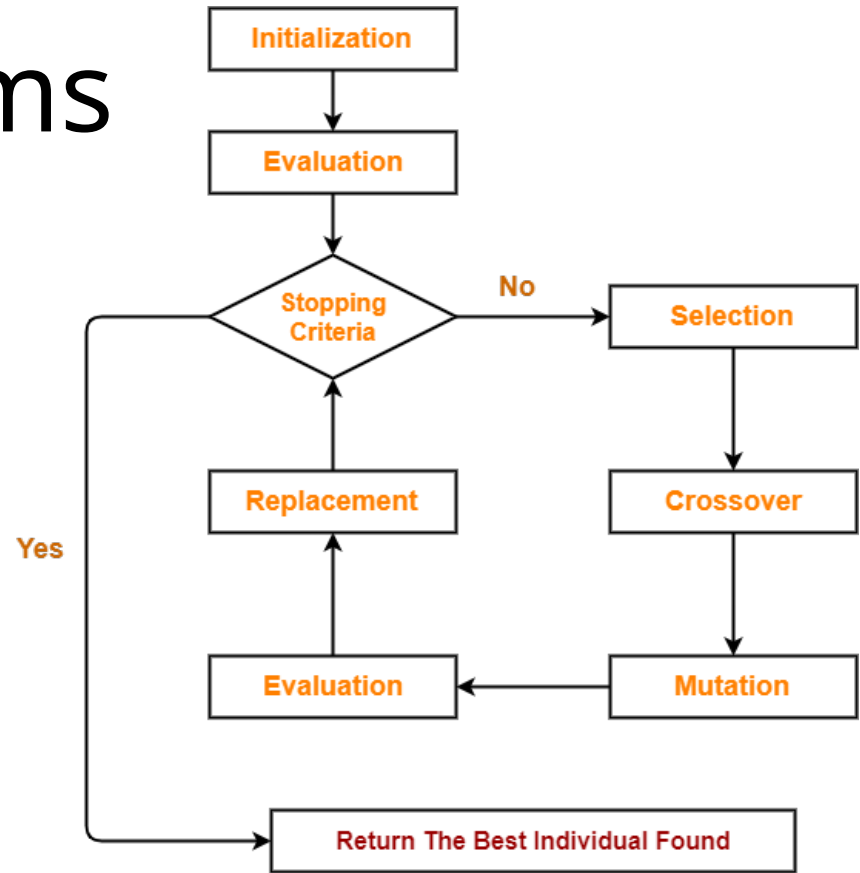 ms
Initialization
Evaluation
Stopping
Criteria
No
Selection
Replacement
Crossover
Yes
Evaluation
Mutation
Return The Best Individual Found